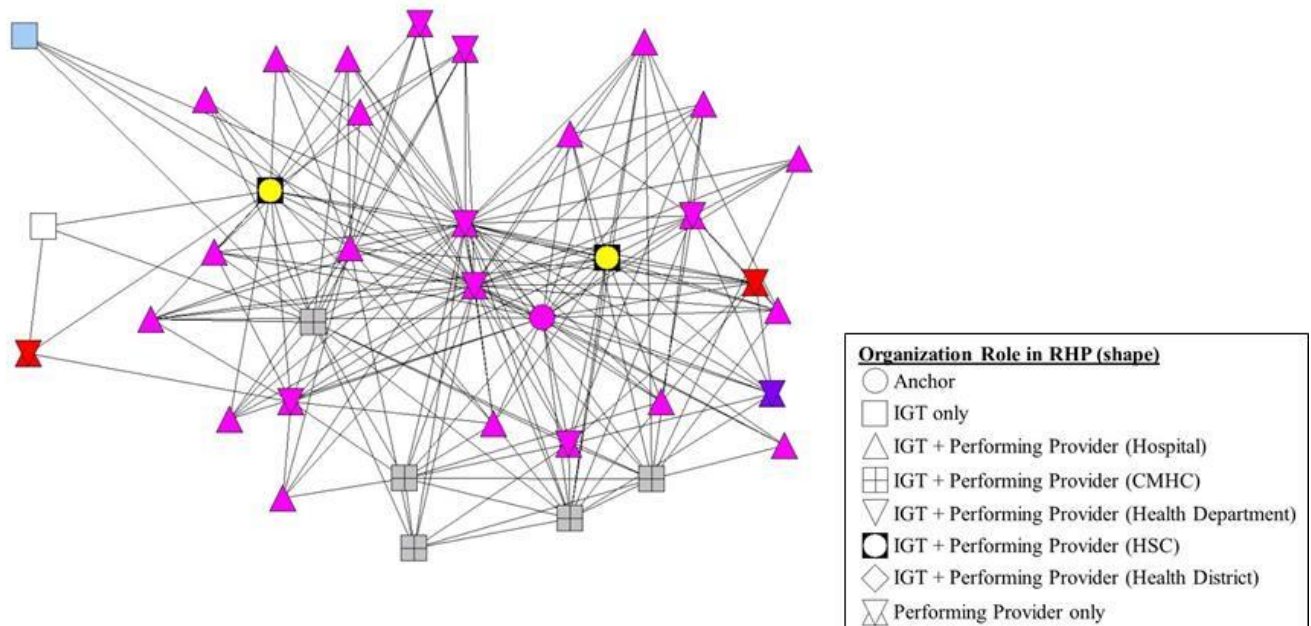 Organization Role in RHP (shape)
Anchor
IGT only
IGT + Performing Provider (Hospital)
IGT + Performing Provider (CMHC)
IGT + Performing Provider (Health Department)
IGT + Performing Provider (HSC)
IGT + Performing Provider (Health District)
Performing Provider only